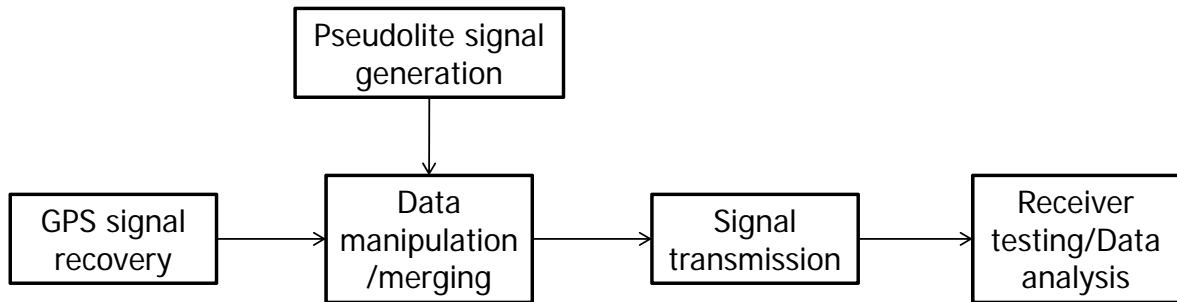 Pseudolite signal
generation
GPS signal
recovery
Data
manipulation
/merging
Signal
transmission
Receiver
testing/Data
analysis